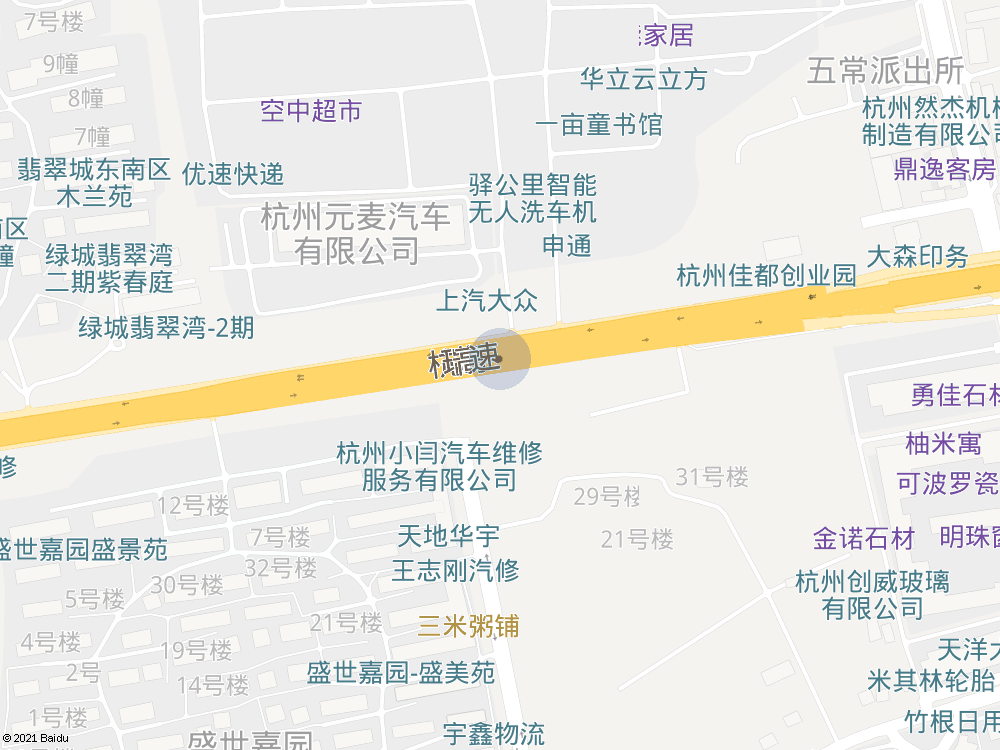 7号楼
家居
9幢
华立云立方
五常派出所
8幢
空中超市
杭州然杰机
制造有限公司
一亩童书馆
7幢
翡翠城东南区
木兰苑
优速快递
鼎逸客房
驿公里智能
无人洗车机
杭州元麦汽车
有限公司
南区
幢
绿城翡翠湾
二期紫春庭
申通
大森印务
杭州佳都创业园
上汽大众
绿城翡翠湾-2期
高速
勇佳石材
柚米寓
杭州小闫汽车维修
服务有限公司
修
31号楼
可波罗瓷
29号楼
12号楼
7号楼
天地华宇
21号楼
金诺石材
明珠窗
盛世嘉园盛景苑
32号楼
王志刚汽修
30号楼
杭州创威玻璃
有限公司
5号楼
21号楼
三米粥铺
4号楼
19号楼
天洋大
2号
盛世嘉园-盛美苑
14号楼
米其林轮胎
1号楼
竹根日用
宇鑫物流
盛世嘉园
© 2021 Baidu